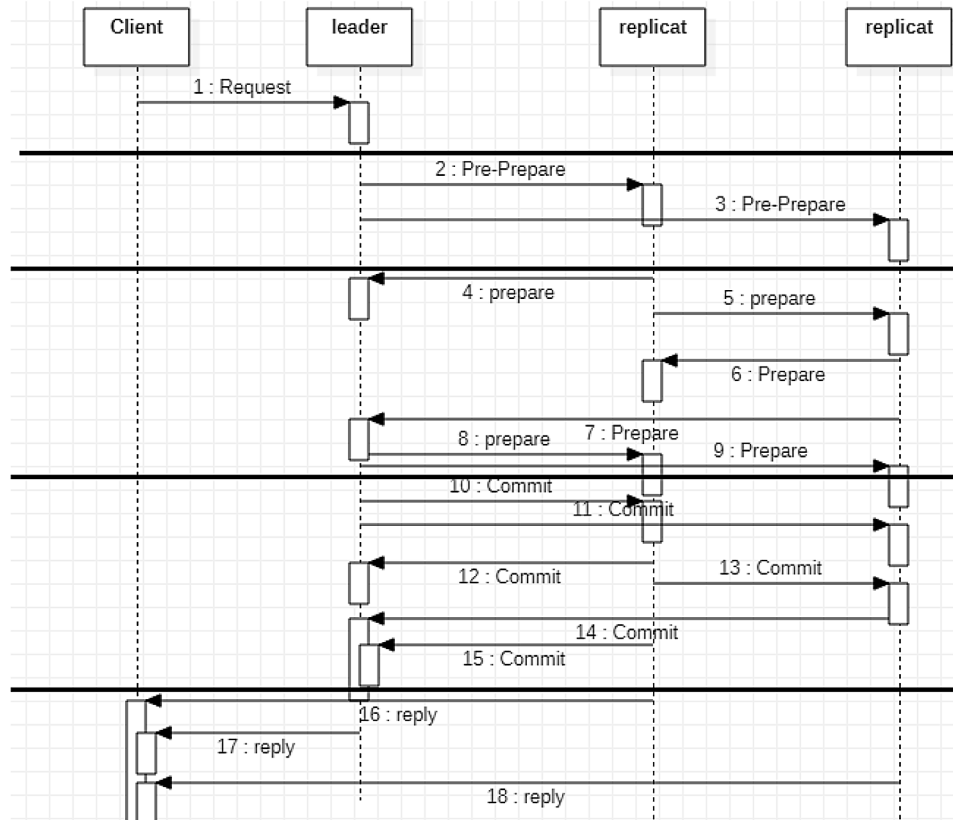 Client
leader
replicat
replicat
1 : Request
2 : Pre-Prepare
3 : Pre-Prepare
4 : prepare
5 : prepare
6 : Prepare
7 : Prepare
8 : prepare
9 : Prepare
10 : Commit
11 : Commit
12 : Commit
13 : Commit
14 : Commit
15 : Commit
16 : reply
17 : reply
18 : reply